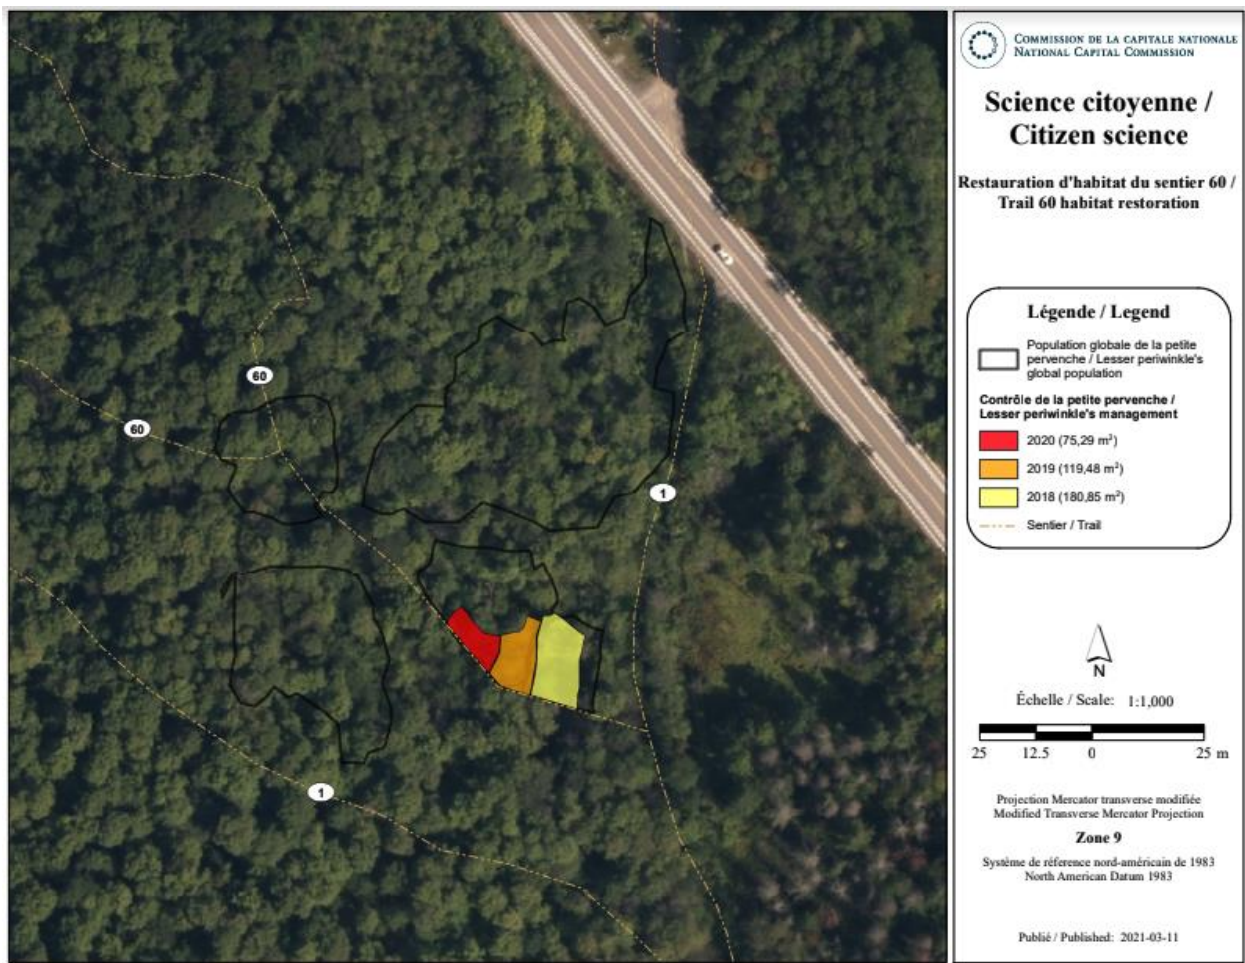 COMMISSION DE LA CAPITALE NATIONALE
NATIONAL CAPITAL COMMISSION
Science citoyenne /
Citizen science
Restauration d'habitat du sentier 60 /
Trail 60 habitat restoration
Légende / Legend
Population globale de la petite
pervenche / Lesser periwinkle's
global population
Contrôle de la petite pervenche /
Lesser periwinkle's management
2020 (75,29 m²)
2019 (119,48 m²)
2018 (180,85 m²)
Sentier / Trail
N
Échelle / Scale: 1:1,000
25 12.5 0 25 m
Projection Mercator transverse modifiée
Modified Transverse Mercator Projection
Zone 9
Système de réference nord-américain de 1983
North American Datum 1983
Publié / Published: 2021-03-11
60
60
1
1